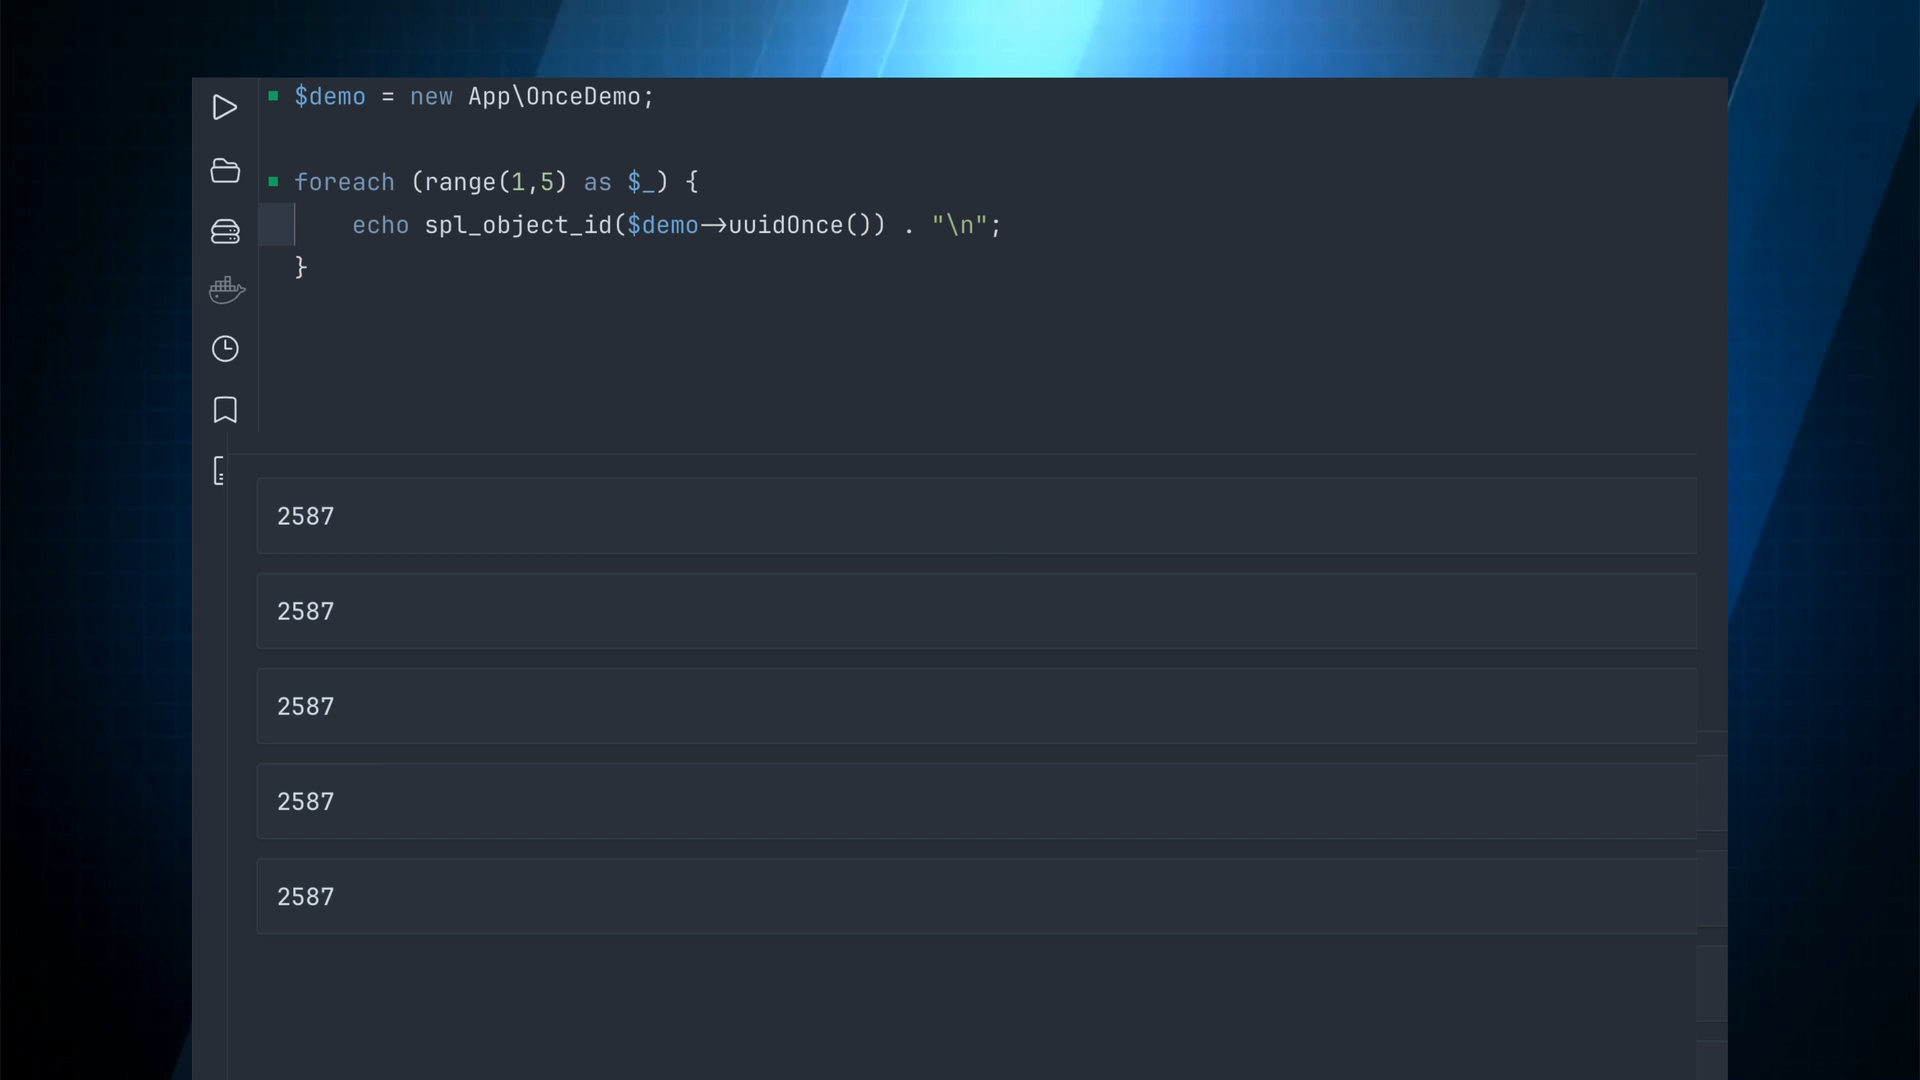 $demo = new App\OnceDemo;
foreach (range(1,5) as $_) {
    echo spl_object_id($demo->uuidOnce()) . "\n";
}
2587
2587
2587
2587
2587